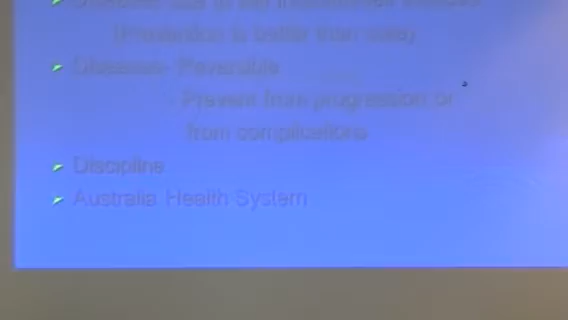 (Prevention is better than cure)
Diseases- Reversible
- Prevent from progression or
from complications
Discipline
Australia Health System